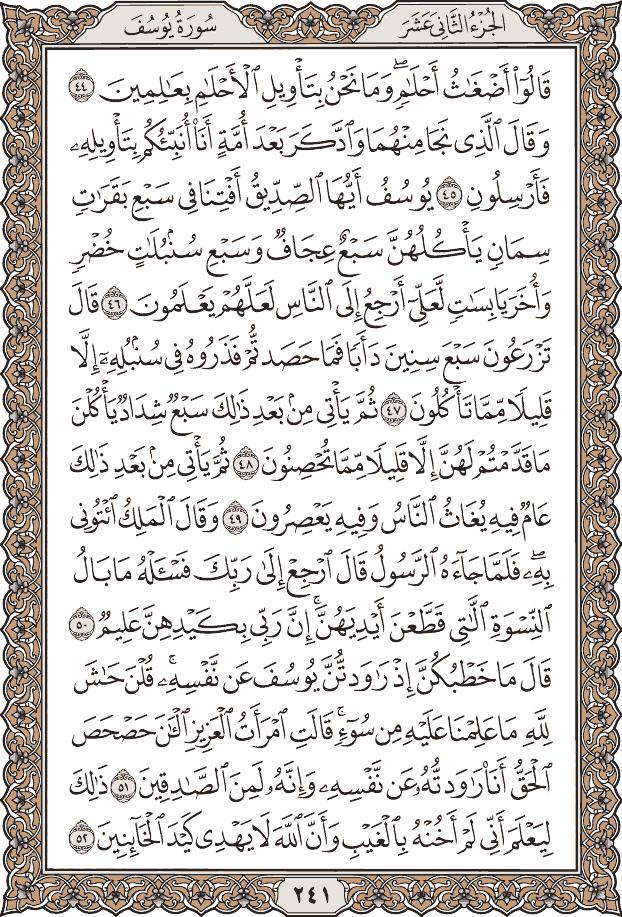 الجُزْءُ الثَّانِي عَشَرَ
سُورَةُ يُوسُفَ
قَالُوٓا۟ أَضْغَٰثُ أَحْلَٰمٍۖ وَمَا نَحْنُ بِتَأْوِيلِ ٱلْأَحْلَٰمِ بِعَٰلِمِينَ ٤٤
وَقَالَ ٱلَّذِى نَجَا مِنْهُمَا وَٱدَّكَرَ بَعْدَ أُمَّةٍ أَنَا۠ أُنَبِّئُكُم بِتَأْوِيلِهِۦ
فَأَرْسِلُونِ ٤٥ يُوسُفُ أَيُّهَا ٱلصِّدِّيقُ أَفْتِنَا فِى سَبْعِ بَقَرَٰتٍ
سِمَانٍ يَأْكُلُهُنَّ سَبْعٌ عِجَافٌ وَسَبْعِ سُنۢبُلَٰتٍ خُضْرٍ
وَأُخَرَ يَابِسَٰتٍ لَّعَلِّىٓ أَرْجِعُ إِلَى ٱلنَّاسِ لَعَلَّهُمْ يَعْلَمُونَ ٤٦ قَالَ
تَزْرَعُونَ سَبْعَ سِنِينَ دَأَبًا فَمَا حَصَدتُّمْ فَذَرُوهُ فِى سُنۢبُلِهِۦٓ إِلَّا
قَلِيلًا مِّمَّا تَأْكُلُونَ ٤٧ ثُمَّ يَأْتِى مِنۢ بَعْدِ ذَٰلِكَ سَبْعٌ شِدَادٌ يَأْكُلْنَ
مَا قَدَّمْتُمْ لَهُنَّ إِلَّا قَلِيلًا مِّمَّا تُحْصِنُونَ ٤٨ ثُمَّ يَأْتِى مِنۢ بَعْدِ ذَٰلِكَ
عَامٌ فِيهِ يُغَاثُ ٱلنَّاسُ وَفِيهِ يَعْصِرُونَ ٤٩ وَقَالَ ٱلْمَلِكُ ٱئْتُونِى
بِهِۦۖ فَلَمَّا جَآءَهُ ٱلرَّسُولُ قَالَ ٱرْجِعْ إِلَىٰ رَبِّكَ فَسْـَٔلْهُ مَا بَالُ
ٱلنِّسْوَةِ ٱلَّٰتِى قَطَّعْنَ أَيْدِيَهُنَّۚ إِنَّ رَبِّى بِكَيْدِهِنَّ عَلِيمٌ ٥٠
قَالَ مَا خَطْبُكُنَّ إِذْ رَٰوَدتُّنَّ يُوسُفَ عَن نَّفْسِهِۦۚ قُلْنَ حَٰشَ
لِلَّهِ مَا عَلِمْنَا عَلَيْهِ مِن سُوٓءٍۚ قَالَتِ ٱمْرَأَتُ ٱلْعَزِيزِ ٱلْـَٰٔنَ حَصْحَصَ
ٱلْحَقُّ أَنَا۠ رَٰوَدتُّهُۥ عَن نَّفْسِهِۦ وَإِنَّهُۥ لَمِنَ ٱلصَّٰدِقِينَ ٥١ ذَٰلِكَ
لِيَعْلَمَ أَنِّى لَمْ أَخُنْهُ بِٱلْغَيْبِ وَأَنَّ ٱللَّهَ لَا يَهْدِى كَيْدَ ٱلْخَآئِنِينَ ٥٢
٢٤١